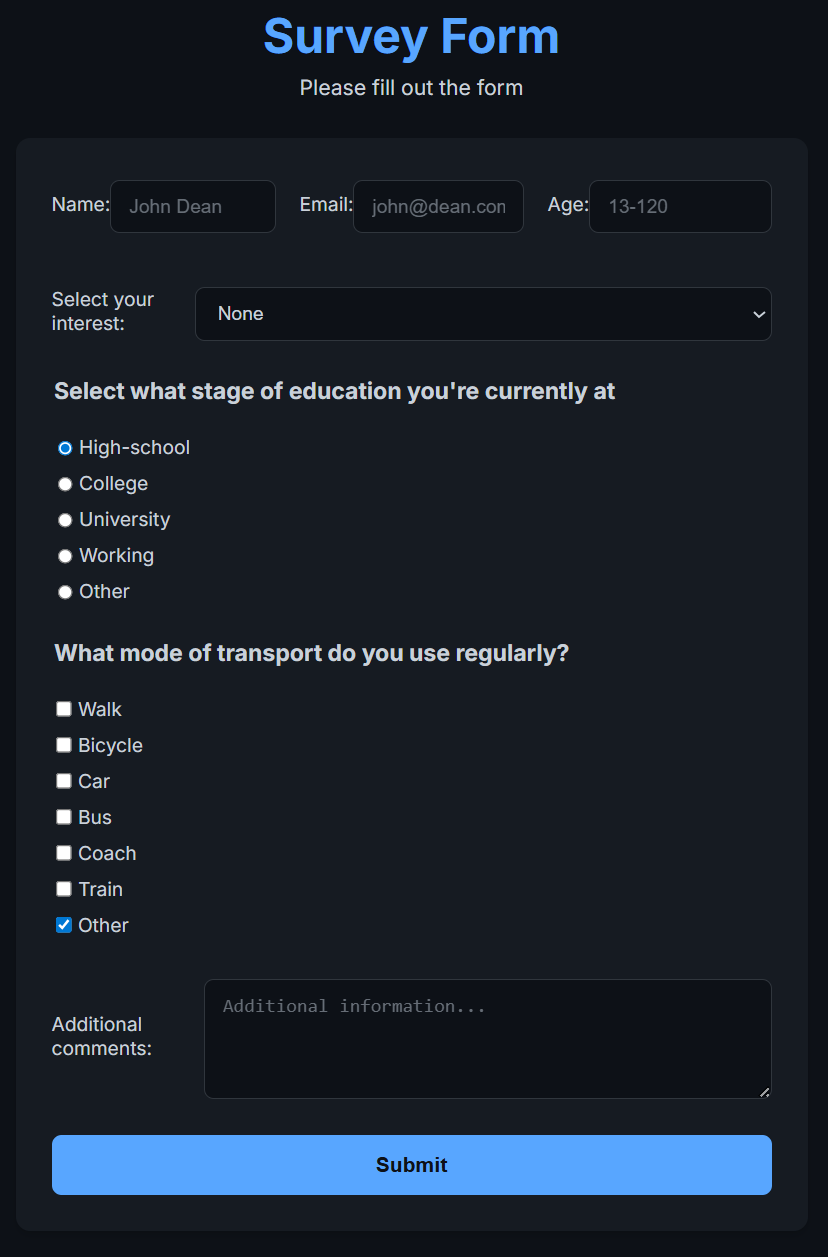 Survey Form
Please fill out the form
Name: John Dean Email: john@dean.com Age: 13-120
Select your
interest:
None
Select what stage of education you're currently at
High-school
College
University
Working
Other
What mode of transport do you use regularly?
Walk
Bicycle
Car
Bus
Coach
Train
Other
Additional
comments:
Additional information...
Submit